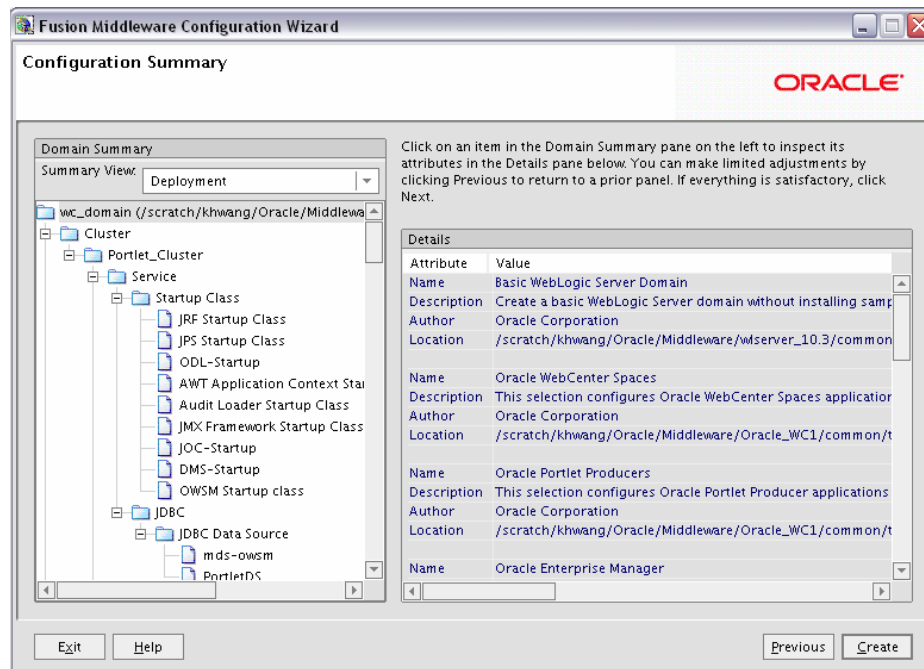 Fusion Middleware Configuration Wizard
Configuration Summary
ORACLE
Domain Summary
Summary View:
Deployment
wc_domain (/scratch/khwang/Oracle/Middlewa
Cluster
Portlet_Cluster
Service
Startup Class
JRF Startup Class
JPS Startup Class
ODL-Startup
AWT Application Context Star
Audit Loader Startup Class
JMX Framework Startup Class
JOC-Startup
DMS-Startup
OWSM Startup class
JDBC
JDBC Data Source
mds-owsm
PortletDS
Click on an item in the Domain Summary pane on the left to inspect its
attributes in the Details pane below. You can make limited adjustments by
clicking Previous to return to a prior panel. If everything is satisfactory, click
Next.
Details
Attribute Value
Name Basic WebLogic Server Domain
Description Create a basic WebLogic Server domain without installing samp
Author Oracle Corporation
Location /scratch/khwang/Oracle/Middleware/wlserver_10.3/common
Name Oracle WebCenter Spaces
Description This selection configures Oracle WebCenter Spaces application
Author Oracle Corporation
Location /scratch/khwang/Oracle/Middleware/Oracle_WC1/common/t
Name Oracle Portlet Producers
Description This selection configures Oracle Portlet Producer applications
Author Oracle Corporation
Location /scratch/khwang/Oracle/Middleware/Oracle_WC1/common/t
Name Oracle Enterprise Manager
Exit Help Previous Create